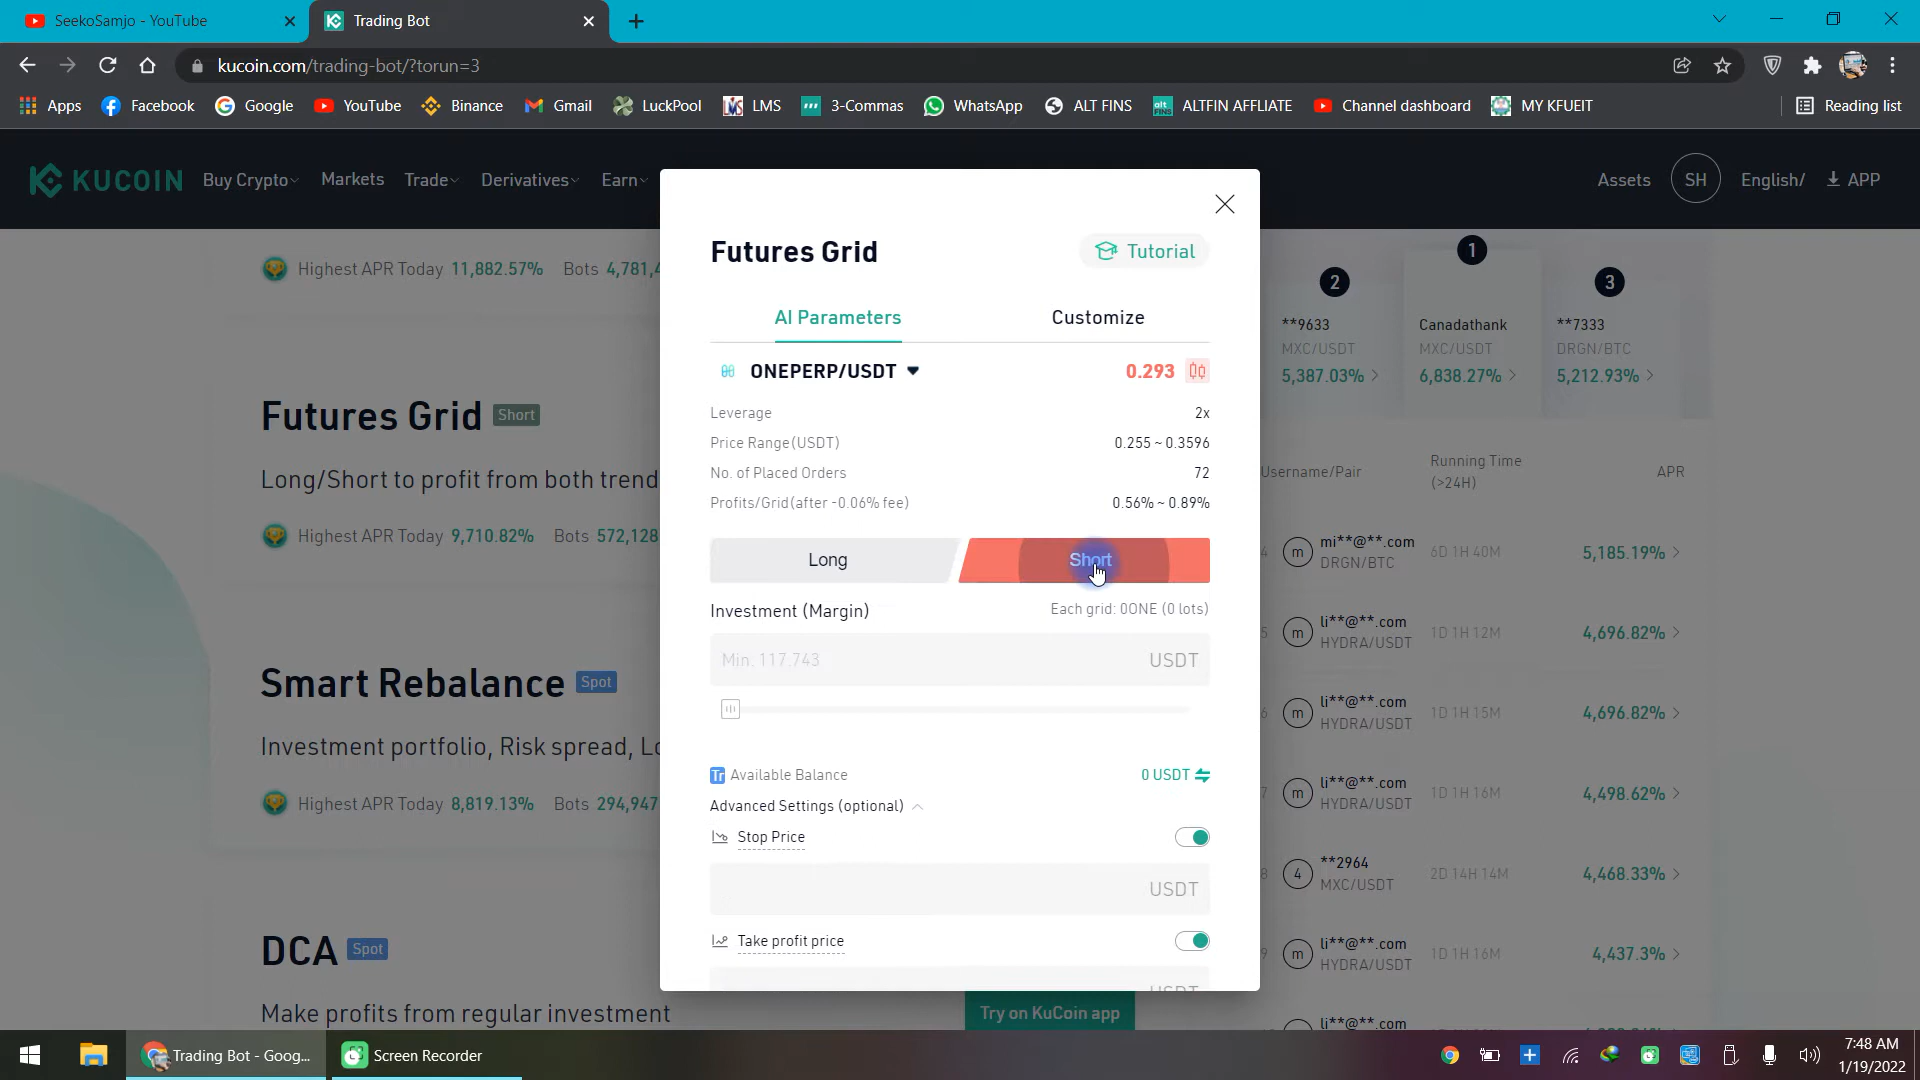 SeekoSamjo - YouTube
Trading Bot
kucoin.com/trading-bot/?torun=3
Apps
Facebook
Google
YouTube
Binance
Gmail
LuckPool
LMS
3-Commas
WhatsApp
ALT FINS
ALTFIN AFFLIATE
Channel dashboard
MY KFUEIT
Reading list
KUCOIN
Buy Crypto
Markets
Trade
Derivatives
Earn
Assets
SH
English/
APP
Highest APR Today 11,882.57% Bots 4,781,4
Futures Grid Short
Long/Short to profit from both trend
Highest APR Today 9,710.82% Bots 572,128
Smart Rebalance Spot
Investment portfolio, Risk spread, Lo
Highest APR Today 8,819.13% Bots 294,947
DCA Spot
Make profits from regular investment
Futures Grid
Tutorial
AI Parameters
Customize
ONEPERP/USDT
0.293
Leverage 2x
Price Range(USDT) 0.255 ~ 0.3596
No. of Placed Orders 72
Profits/Grid(after -0.06% fee) 0.56% ~ 0.89%
Long
Short
Investment (Margin)
Each grid: 0ONE (0 lots)
Min. 117.743
USDT
Tr Available Balance
0 USDT
Advanced Settings (optional)
Stop Price
USDT
Take profit price
USDT
Try on KuCoin app
2
1
3
**9633
MXC/USDT
5,387.03%
Canadathank
MXC/USDT
6,838.27%
**7333
DRGN/BTC
5,212.93%
Username/Pair
Running Time
(>24H)
APR
4 m mi**@**.com
DRGN/BTC
6D 1H 40M
5,185.19%
5 m li**@**.com
HYDRA/USDT
1D 1H 12M
4,696.82%
6 m li**@**.com
HYDRA/USDT
1D 1H 15M
4,696.82%
7 m li**@**.com
HYDRA/USDT
1D 1H 16M
4,498.62%
8 4 **2964
MXC/USDT
2D 14H 14M
4,468.33%
9 m li**@**.com
HYDRA/USDT
1D 1H 16M
4,437.3%
li**@**.com
Trading Bot - Goog...
Screen Recorder
7:48 AM
1/19/2022